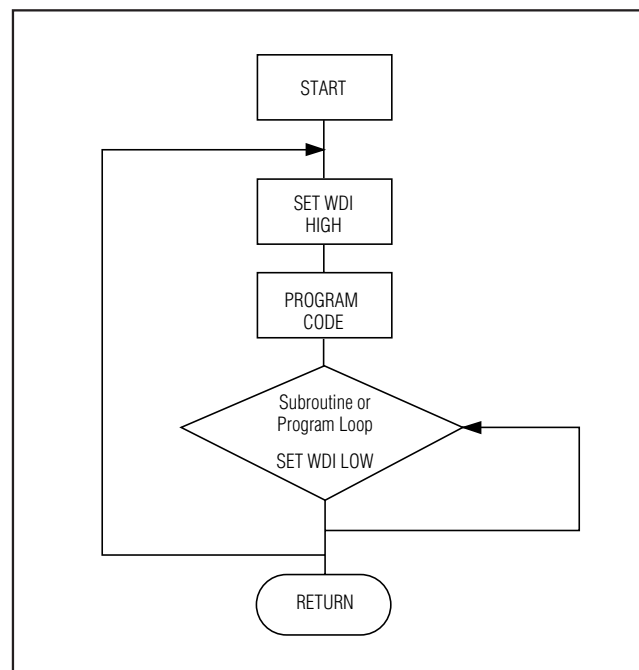 START
SET WDI
HIGH
PROGRAM
CODE
Subroutine or
Program Loop
SET WDI LOW
RETURN